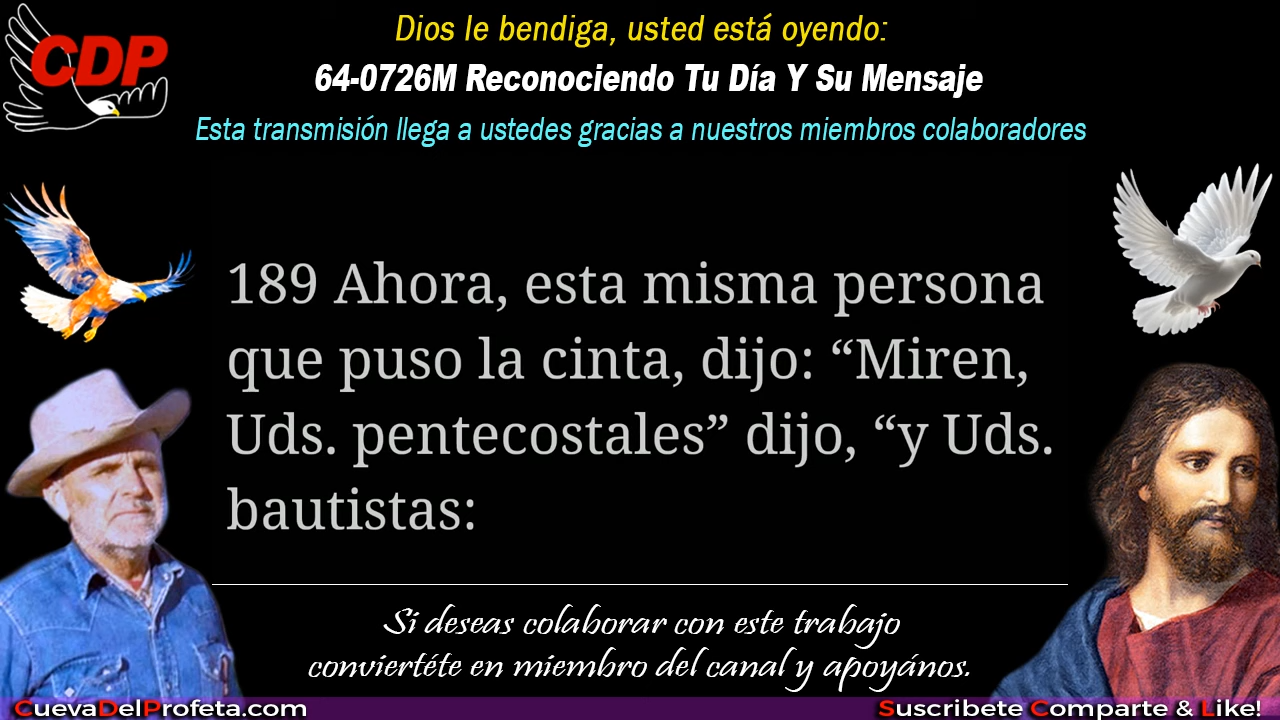 CDP
Dios le bendiga, usted está oyendo:
64-0726M Reconociendo Tu Día Y Su Mensaje
Esta transmisión llega a ustedes gracias a nuestros miembros colaboradores
189 Ahora, esta misma persona
que puso la cinta, dijo: “Miren,
Uds. pentecostales” dijo, “y Uds.
bautistas:
Si deseas colaborar con este trabajo
conviertéte en miembro del canal y apoyános.
CuevaDelProfeta.com
Suscribete Comparte & Like!